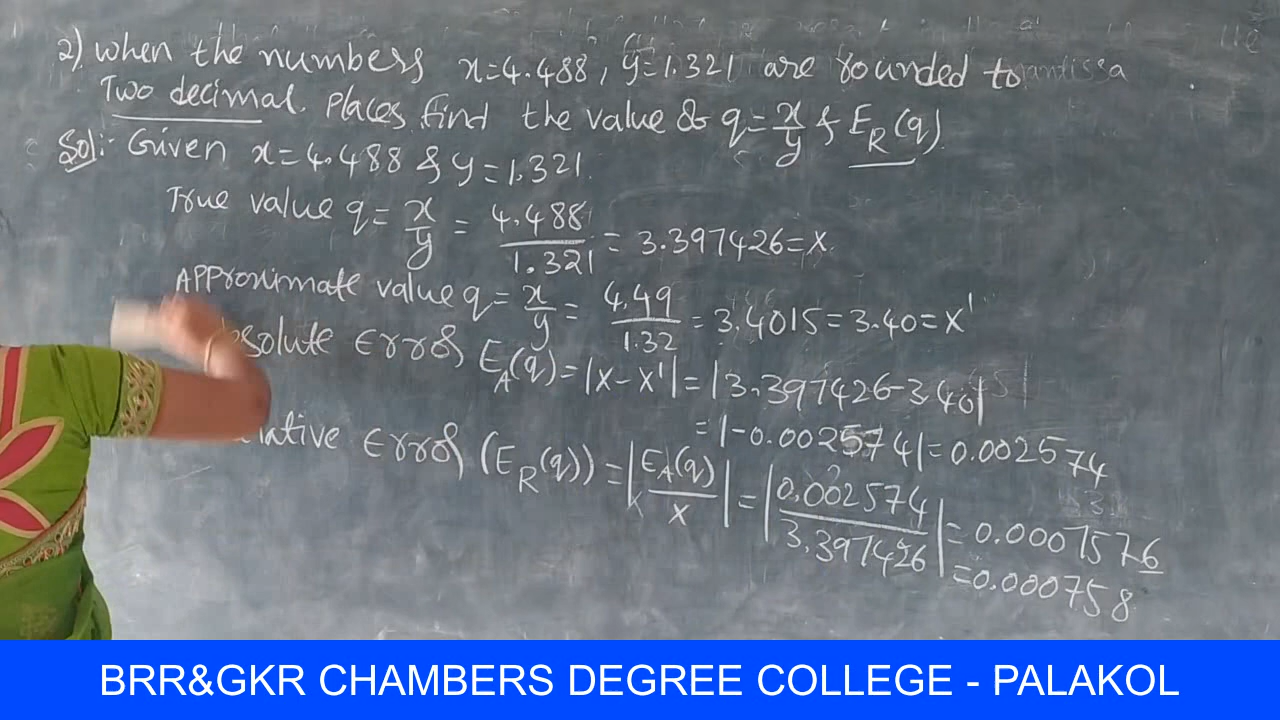 2) When the numbers x=4.488, y=1.321 are rounded to
Two decimal. Places find the value & q=x/y & E_R(q).
Sol:- Given x=4.488 & y=1.321.
True value q = x/y = 4.488/1.321 = 3.397426=X.
Approximate value q = x/y = 4.49/1.32 = 3.4015=3.40=X'
solute Error E_A(q)=|X-X'| = |3.397426-3.40|
= |-0.002574|=0.002574
lative Error (E_R(q)) = |E_A(q)/X| = |0.002574/3.397426| = 0.0007576
=0.000758
BRR&GKR CHAMBERS DEGREE COLLEGE - PALAKOL